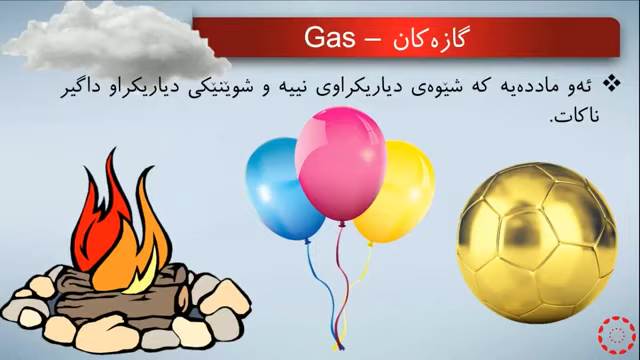 گازەکان – Gas
❖ ئەو ماددەیە کە شێوەی دیاریکراوی نییە و شوێنێکی دیاریکراو داگیر
ناکات.